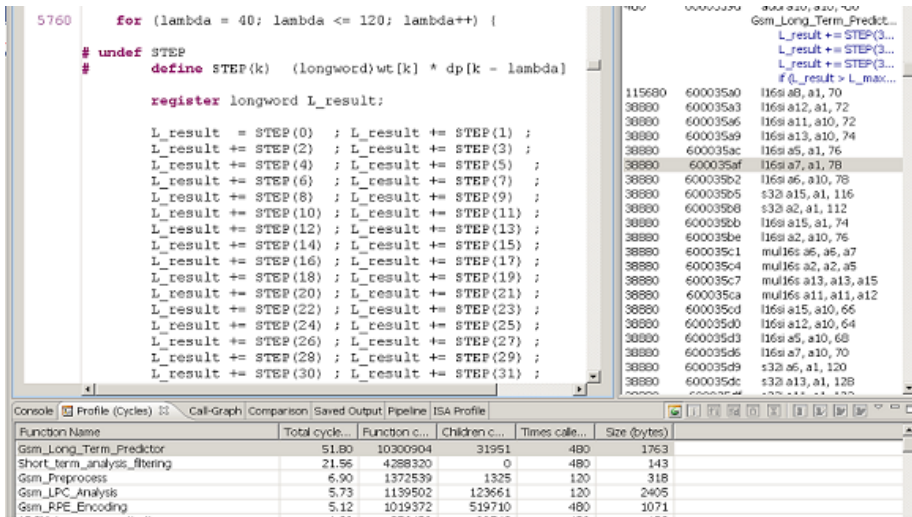 5760 for (lambda = 40; lambda <= 120; lambda++) {
# undef STEP
# define STEP(k) (longword)wt[k] * dp[k - lambda]
register longword L_result;
L_result = STEP(0) ; L_result += STEP(1) ;
L_result += STEP(2) ; L_result += STEP(3) ;
L_result += STEP(4) ; L_result += STEP(5) ;
L_result += STEP(6) ; L_result += STEP(7) ;
L_result += STEP(8) ; L_result += STEP(9) ;
L_result += STEP(10) ; L_result += STEP(11) ;
L_result += STEP(12) ; L_result += STEP(13) ;
L_result += STEP(14) ; L_result += STEP(15) ;
L_result += STEP(16) ; L_result += STEP(17) ;
L_result += STEP(18) ; L_result += STEP(19) ;
L_result += STEP(20) ; L_result += STEP(21) ;
L_result += STEP(22) ; L_result += STEP(23) ;
L_result += STEP(24) ; L_result += STEP(25) ;
L_result += STEP(26) ; L_result += STEP(27) ;
L_result += STEP(28) ; L_result += STEP(29) ;
L_result += STEP(30) ; L_result += STEP(31) ;
Gsm_Long_Term_Predict...
L_result += STEP(3...
L_result += STEP(3...
L_result += STEP(3...
if (L_result > L_max...
115680 600035a0 l16si a8, a1, 70
38880 600035a3 l16si a12, a1, 72
38880 600035a6 l16si a11, a10, 72
38880 600035a9 l16si a13, a10, 74
38880 600035ac l16si a5, a1, 76
38880 600035af l16si a7, a1, 78
38880 600035b2 l16si a6, a10, 78
38880 600035b5 s32i a15, a1, 116
38880 600035b8 s32i a2, a1, 112
38880 600035bb l16si a15, a1, 74
38880 600035be l16si a2, a10, 76
38880 600035c1 mul16s a6, a6, a7
38880 600035c4 mul16s a2, a2, a5
38880 600035c7 mul16s a13, a13, a15
38880 600035ca mul16s a11, a11, a12
38880 600035cd l16si a15, a10, 66
38880 600035d0 l16si a12, a10, 64
38880 600035d3 l16si a5, a10, 68
38880 600035d6 l16si a7, a10, 70
38880 600035d9 s32i a6, a1, 120
38880 600035dc s32i a13, a1, 128
Console Profile (Cycles) Call-Graph Comparison Saved Output Pipeline ISA Profile
Function Name Total cycle... Function c... Children c... Times calle... Size (bytes)
Gsm_Long_Term_Predictor 51.80 10300904 31951 480 1763
Short_term_analysis_filtering 21.56 4288320 0 480 143
Gsm_Preprocess 6.90 1372539 1325 120 318
Gsm_LPC_Analysis 5.73 1139502 123661 120 2405
Gsm_RPE_Encoding 5.12 1019372 519710 480 1071